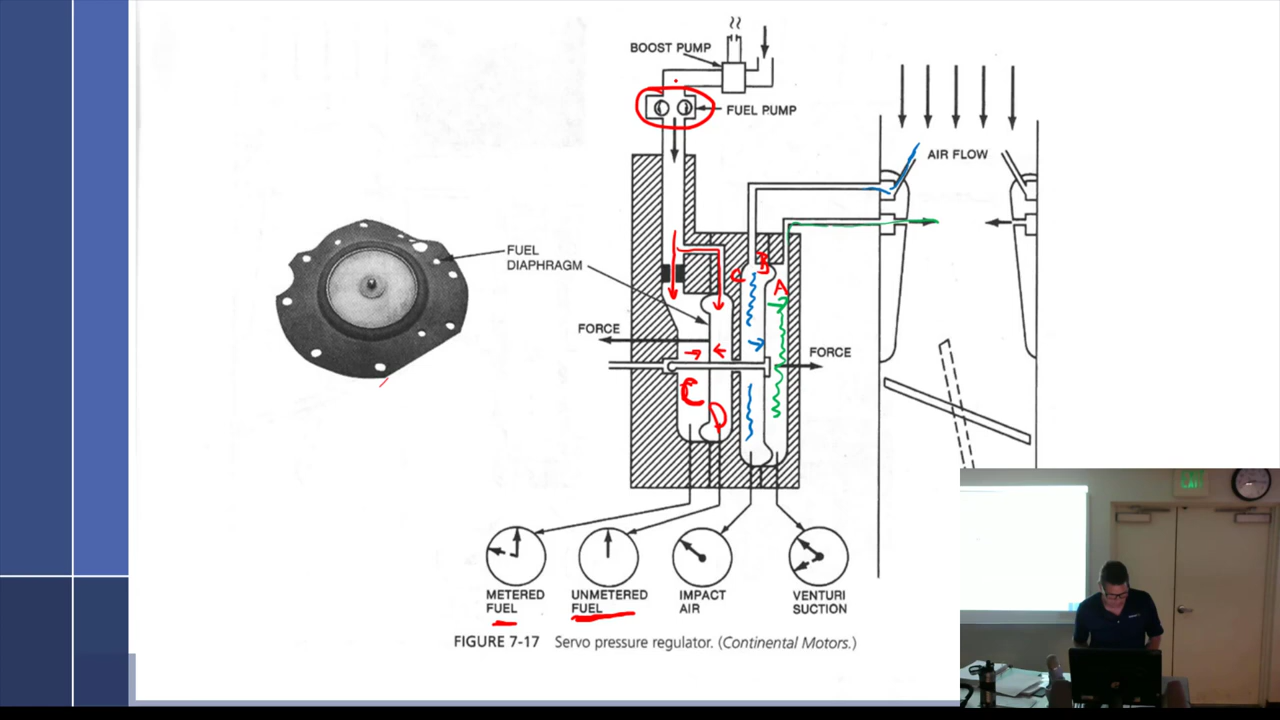 BOOST PUMP
FUEL PUMP
AIR FLOW
FUEL
DIAPHRAGM
C
B
A
FORCE
FORCE
C
D
METERED
FUEL
UNMETERED
FUEL
IMPACT
AIR
VENTURI
SUCTION
FIGURE 7-17 Servo pressure regulator. (Continental Motors.)
EXIT